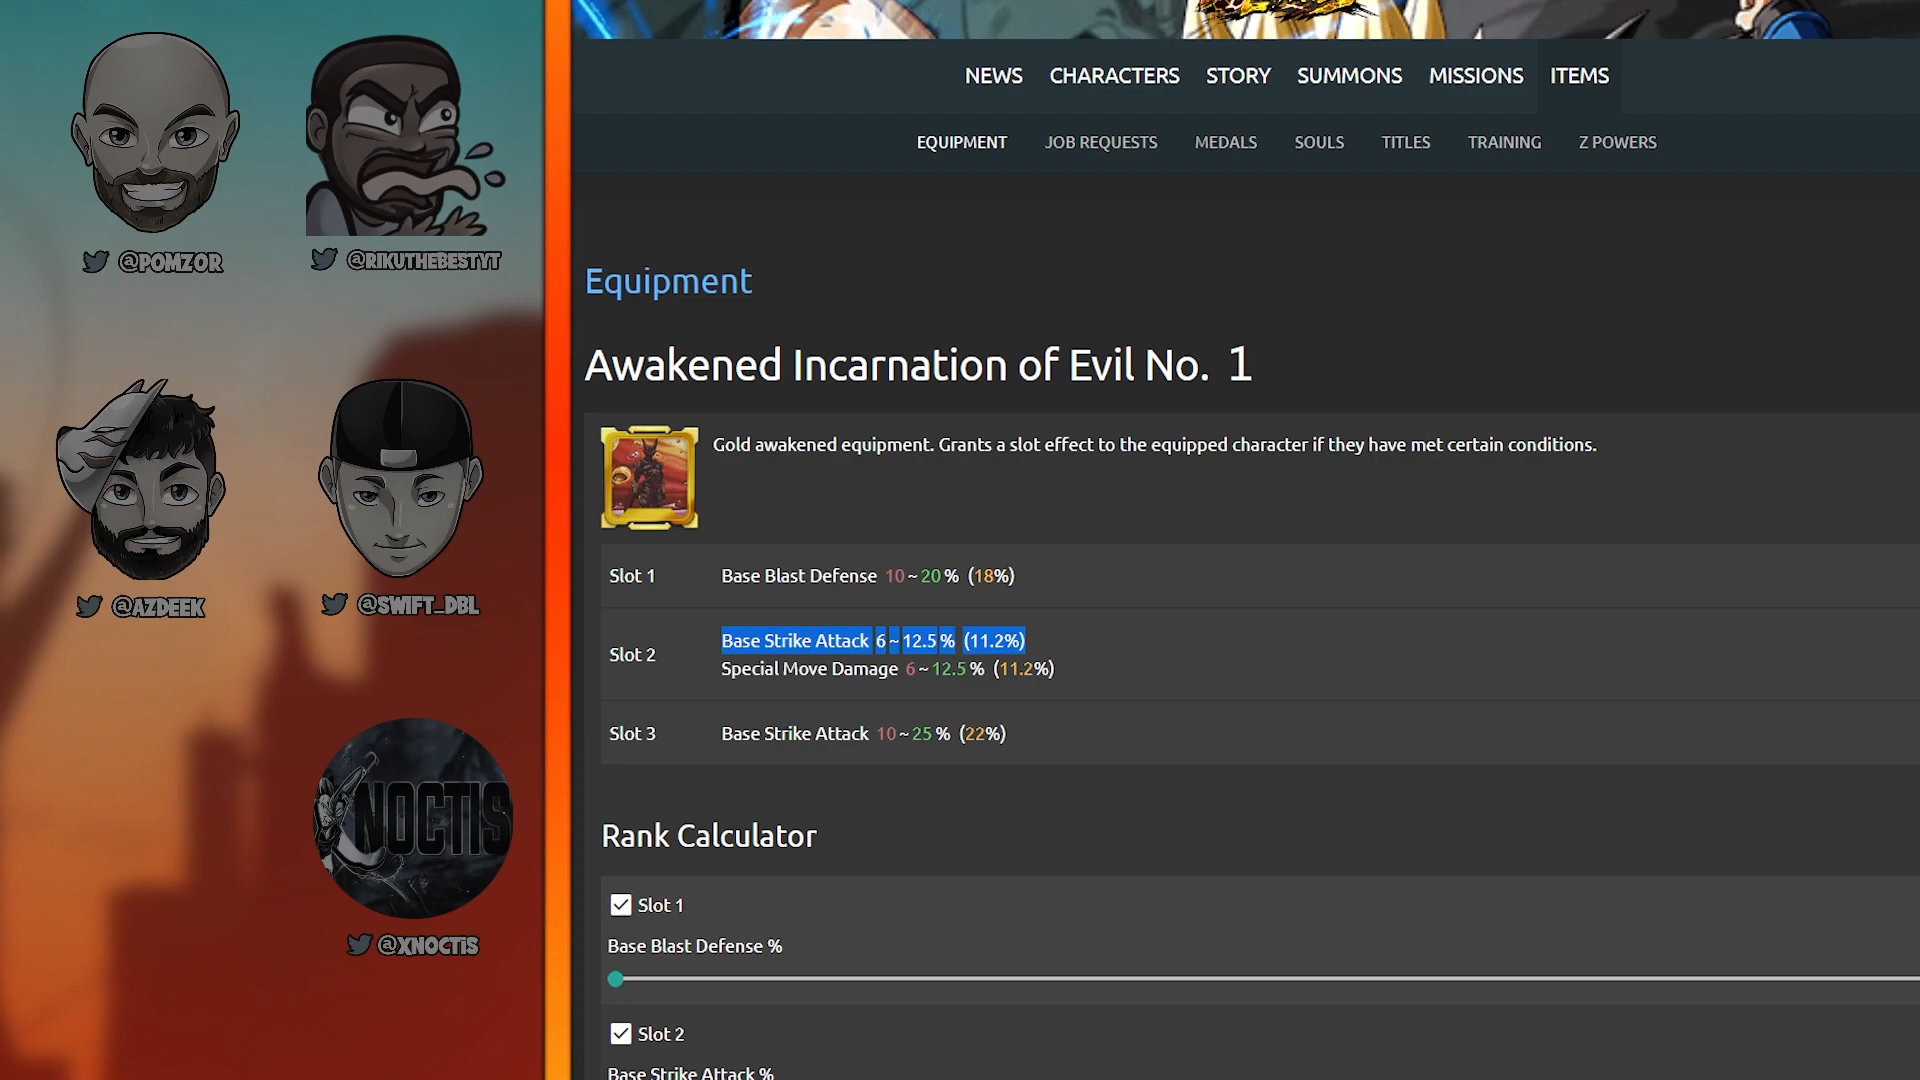 @POMZOR
@RIKUTHEBESTYT
@AZDEEK
@SWIFT_DBL
NOCTIS
@XNOCTIS
NEWS CHARACTERS STORY SUMMONS MISSIONS ITEMS
EQUIPMENT JOB REQUESTS MEDALS SOULS TITLES TRAINING Z POWERS
Equipment
Awakened Incarnation of Evil No. 1
Gold awakened equipment. Grants a slot effect to the equipped character if they have met certain conditions.
Slot 1 Base Blast Defense 10 ~ 20 % (18%)
Slot 2 Base Strike Attack 6 ~ 12.5 % (11.2%)
Special Move Damage 6 ~ 12.5 % (11.2%)
Slot 3 Base Strike Attack 10 ~ 25 % (22%)
Rank Calculator
Slot 1
Base Blast Defense %
Slot 2
Base Strike Attack %